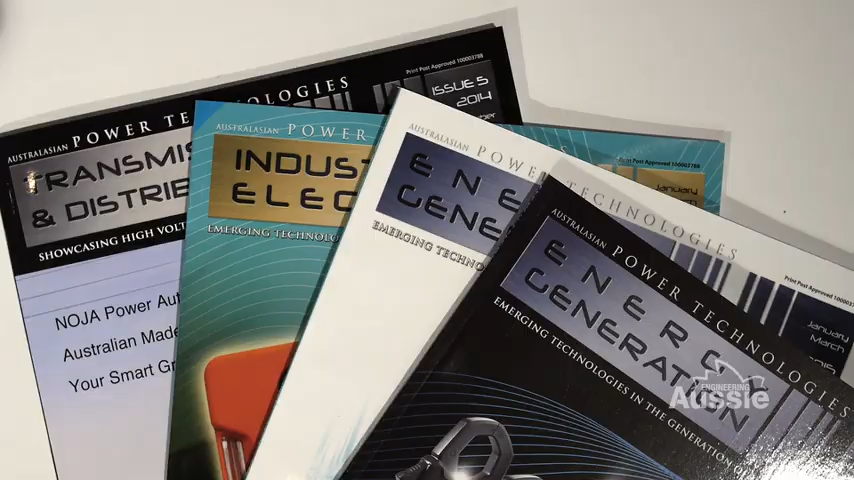 Print Post Approved 100003788
AUSTRALASIAN POWER TECHNOLOGIES
ISSUE 5
2014
TRANSMIS
& DISTRIB
SHOWCASING HIGH VOLT
NOJA Power Aut
Australian Made
Your Smart Gr
AUSTRALASIAN POWER
Print Post Approved 100003788
January
INDUST
ELEC
EMERGING TECHNOLO
AUSTRALASIAN POWER TECHNOLOGIES
Print Post Approved
ENE
GENE
EMERGING TECHNO
January
March
2015
AUSTRALASIAN POWER TECHNOLOGIES
ENERGY
GENERATION
EMERGING TECHNOLOGIES IN THE GENERATION O
ENGINEERING
Aussie